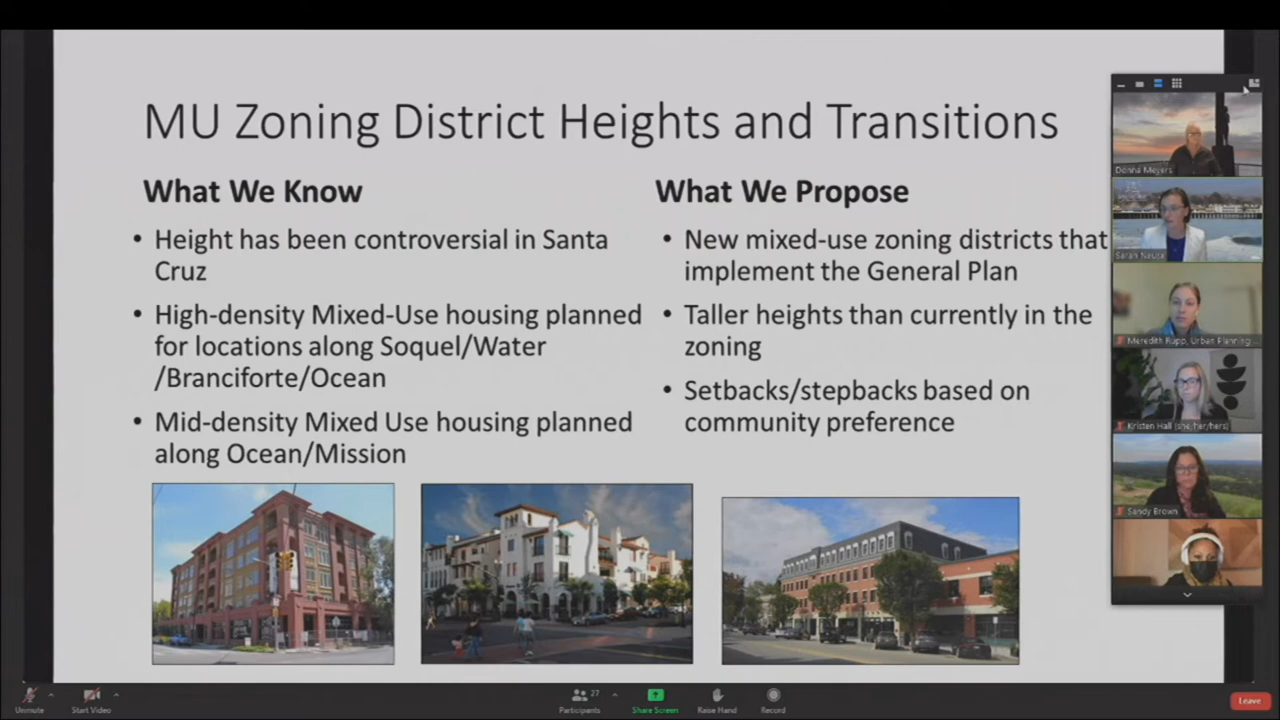 MU Zoning District Heights and Transitions
What We Know
• Height has been controversial in Santa
Cruz
• High-density Mixed-Use housing planned
for locations along Soquel/Water
/Branciforte/Ocean
• Mid-density Mixed Use housing planned
along Ocean/Mission
What We Propose
• New mixed-use zoning districts that
implement the General Plan
• Taller heights than currently in the
zoning
• Setbacks/stepbacks based on
community preference
Donna Meyers
Meredith Rupp, Urban Planning...
Kristen Hall (she/her/hers)
Sandy Brown
Unmute
Start Video
27
Participants
Share Screen
Raise Hand
Record
Leave